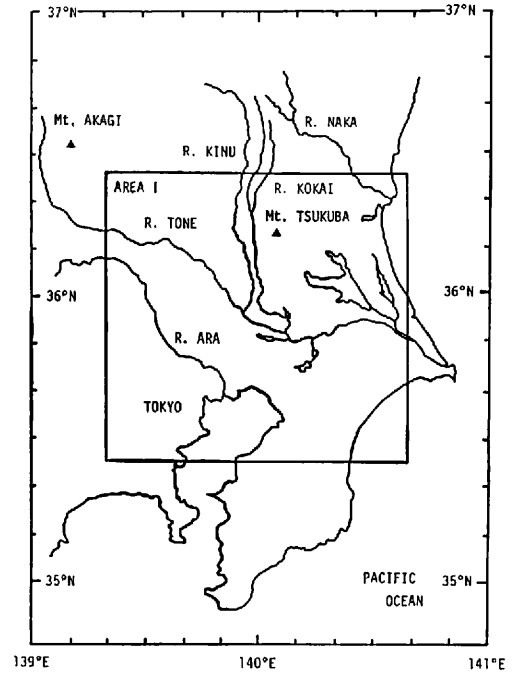 37°N 37°N
Mt. AKAGI
R. NAKA
R. KINU
AREA I
R. KOKAI
R. TONE
Mt. TSUKUBA
36°N 36°N
R. ARA
TOKYO
35°N 35°N
PACIFIC
OCEAN
139°E 140°E 141°E